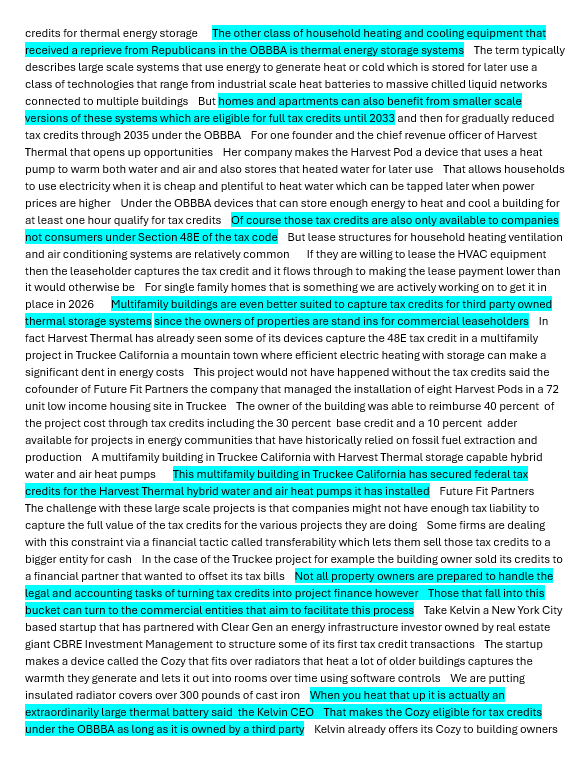 credits for thermal energy storage The other class of household heating and cooling equipment that
received a reprieve from Republicans in the OBBBA is thermal energy storage systems The term typically
describes large scale systems that use energy to generate heat or cold which is stored for later use a
class of technologies that range from industrial scale heat batteries to massive chilled liquid networks
connected to multiple buildings But homes and apartments can also benefit from smaller scale
versions of these systems which are eligible for full tax credits until 2033 and then for gradually reduced
tax credits through 2035 under the OBBBA For one founder and the chief revenue officer of Harvest
Thermal that opens up opportunities Her company makes the Harvest Pod a device that uses a heat
pump to warm both water and air and also stores that heated water for later use That allows households
to use electricity when it is cheap and plentiful to heat water which can be tapped later when power
prices are higher Under the OBBBA devices that can store enough energy to heat and cool a building for
at least one hour qualify for tax credits Of course those tax credits are also only available to companies
not consumers under Section 48E of the tax code But lease structures for household heating ventilation
and air conditioning systems are relatively common If they are willing to lease the HVAC equipment
then the leaseholder captures the tax credit and it flows through to making the lease payment lower than
it would otherwise be For single family homes that is something we are actively working on to get it in
place in 2026 Multifamily buildings are even better suited to capture tax credits for third party owned
thermal storage systems since the owners of properties are stand ins for commercial leaseholders In
fact Harvest Thermal has already seen some of its devices capture the 48E tax credit in a multifamily
project in Truckee California a mountain town where efficient electric heating with storage can make a
significant dent in energy costs This project would not have happened without the tax credits said the
cofounder of Future Fit Partners the company that managed the installation of eight Harvest Pods in a 72
unit low income housing site in Truckee The owner of the building was able to reimburse 40 percent of
the project cost through tax credits including the 30 percent base credit and a 10 percent adder
available for projects in energy communities that have historically relied on fossil fuel extraction and
production A multifamily building in Truckee California with Harvest Thermal storage capable hybrid
water and air heat pumps This multifamily building in Truckee California has secured federal tax
credits for the Harvest Thermal hybrid water and air heat pumps it has installed Future Fit Partners
The challenge with these large scale projects is that companies might not have enough tax liability to
capture the full value of the tax credits for the various projects they are doing Some firms are dealing
with this constraint via a financial tactic called transferability which lets them sell those tax credits to a
bigger entity for cash In the case of the Truckee project for example the building owner sold its credits to
a financial partner that wanted to offset its tax bills Not all property owners are prepared to handle the
legal and accounting tasks of turning tax credits into project finance however Those that fall into this
bucket can turn to the commercial entities that aim to facilitate this process Take Kelvin a New York City
based startup that has partnered with Clear Gen an energy infrastructure investor owned by real estate
giant CBRE Investment Management to structure some of its first tax credit transactions The startup
makes a device called the Cozy that fits over radiators that heat a lot of older buildings captures the
warmth they generate and lets it out into rooms over time using software controls We are putting
insulated radiator covers over 300 pounds of cast iron When you heat that up it is actually an
extraordinarily large thermal battery said the Kelvin CEO That makes the Cozy eligible for tax credits
under the OBBBA as long as it is owned by a third party Kelvin already offers its Cozy to building owners